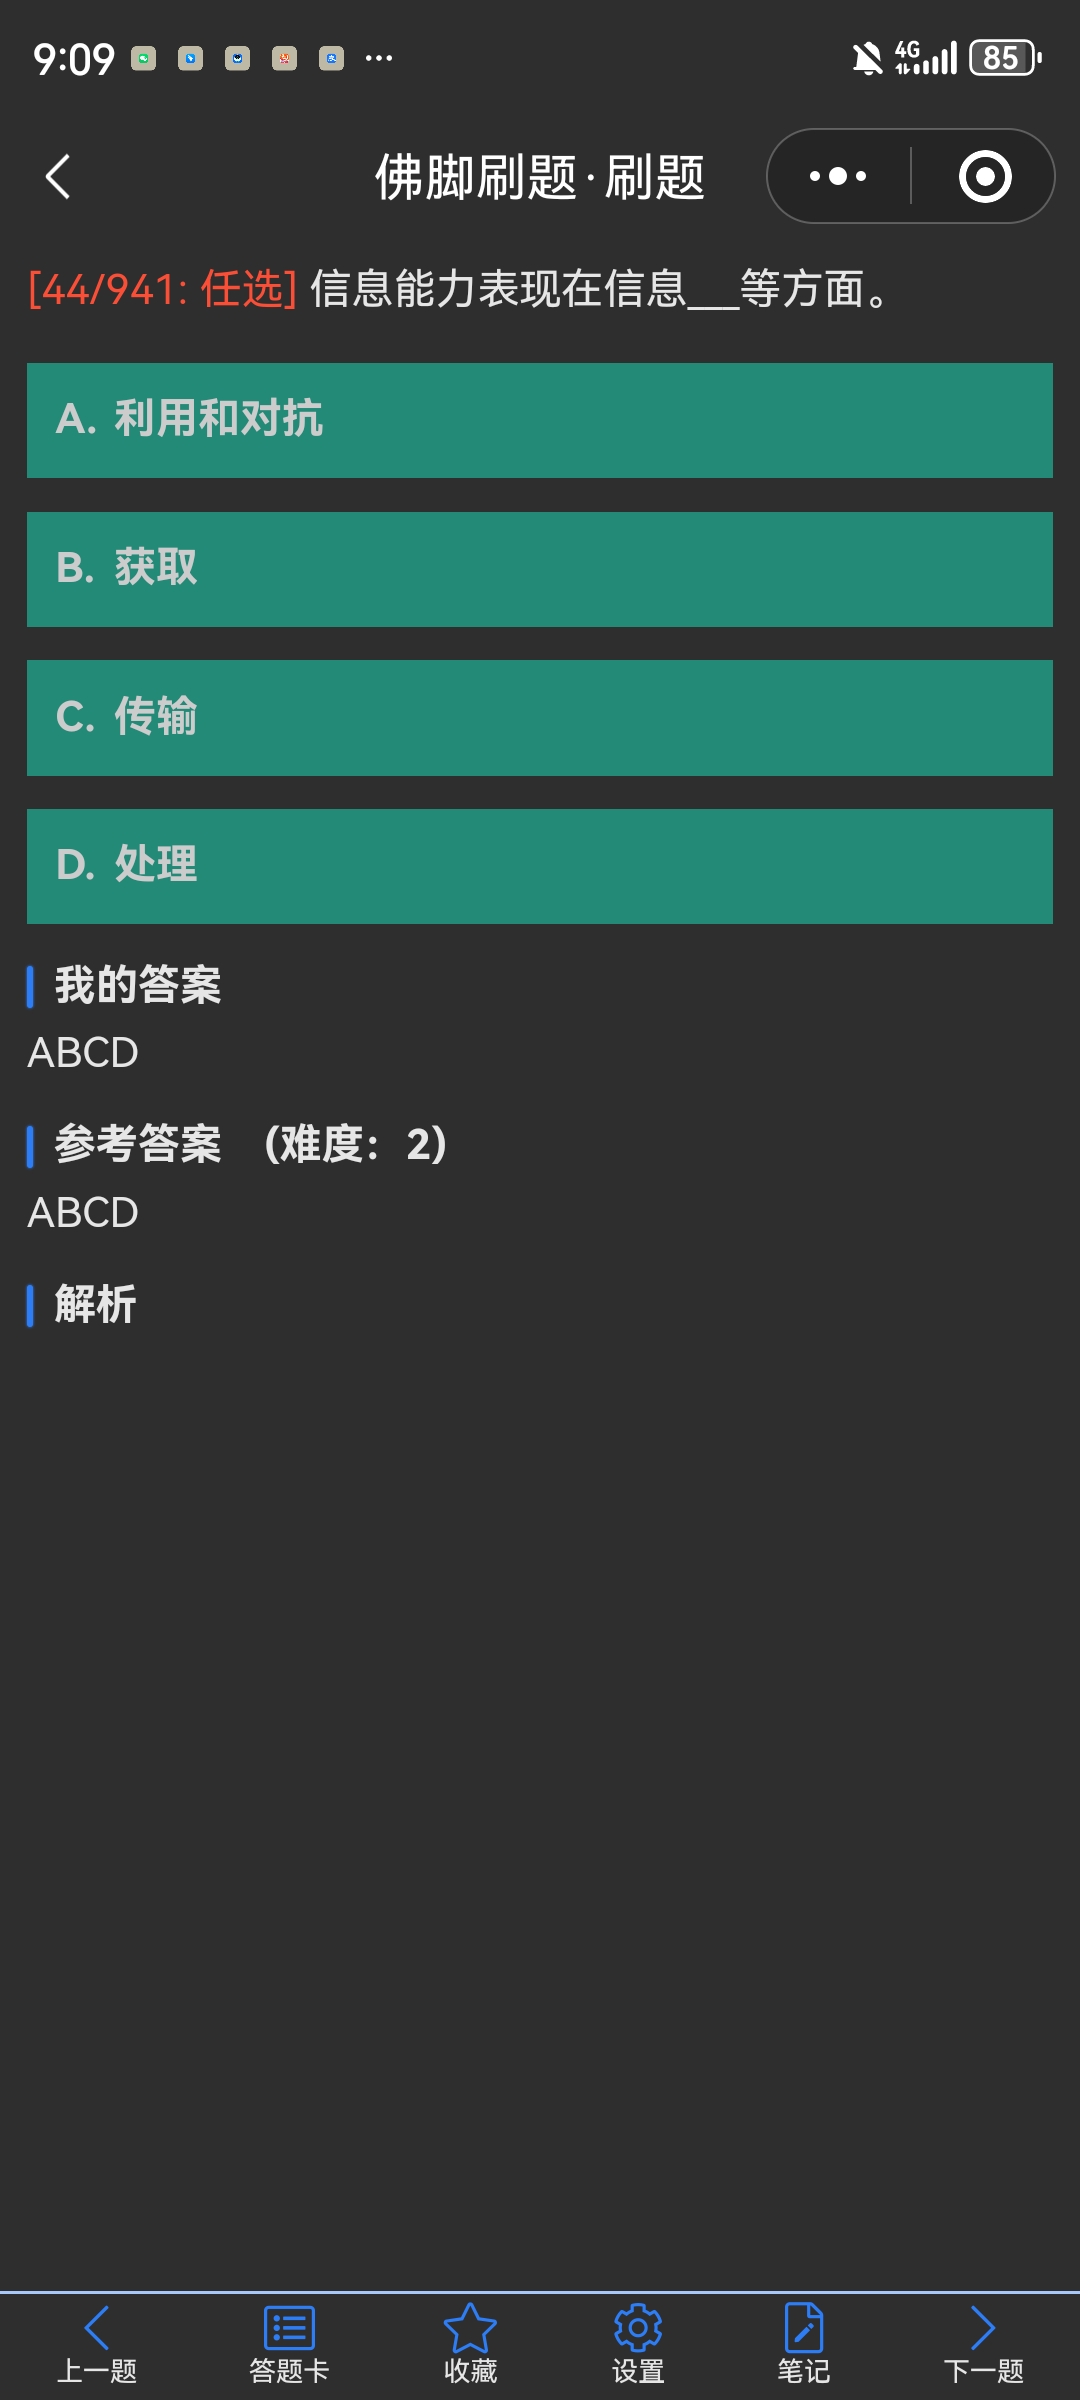 9:09
4G
85
佛脚刷题·刷题
[44/941: 任选] 信息能力表现在信息___等方面。
A. 利用和对抗
B. 获取
C. 传输
D. 处理
我的答案
ABCD
参考答案 (难度: 2)
ABCD
解析
上一题 答题卡 收藏 设置 笔记 下一题